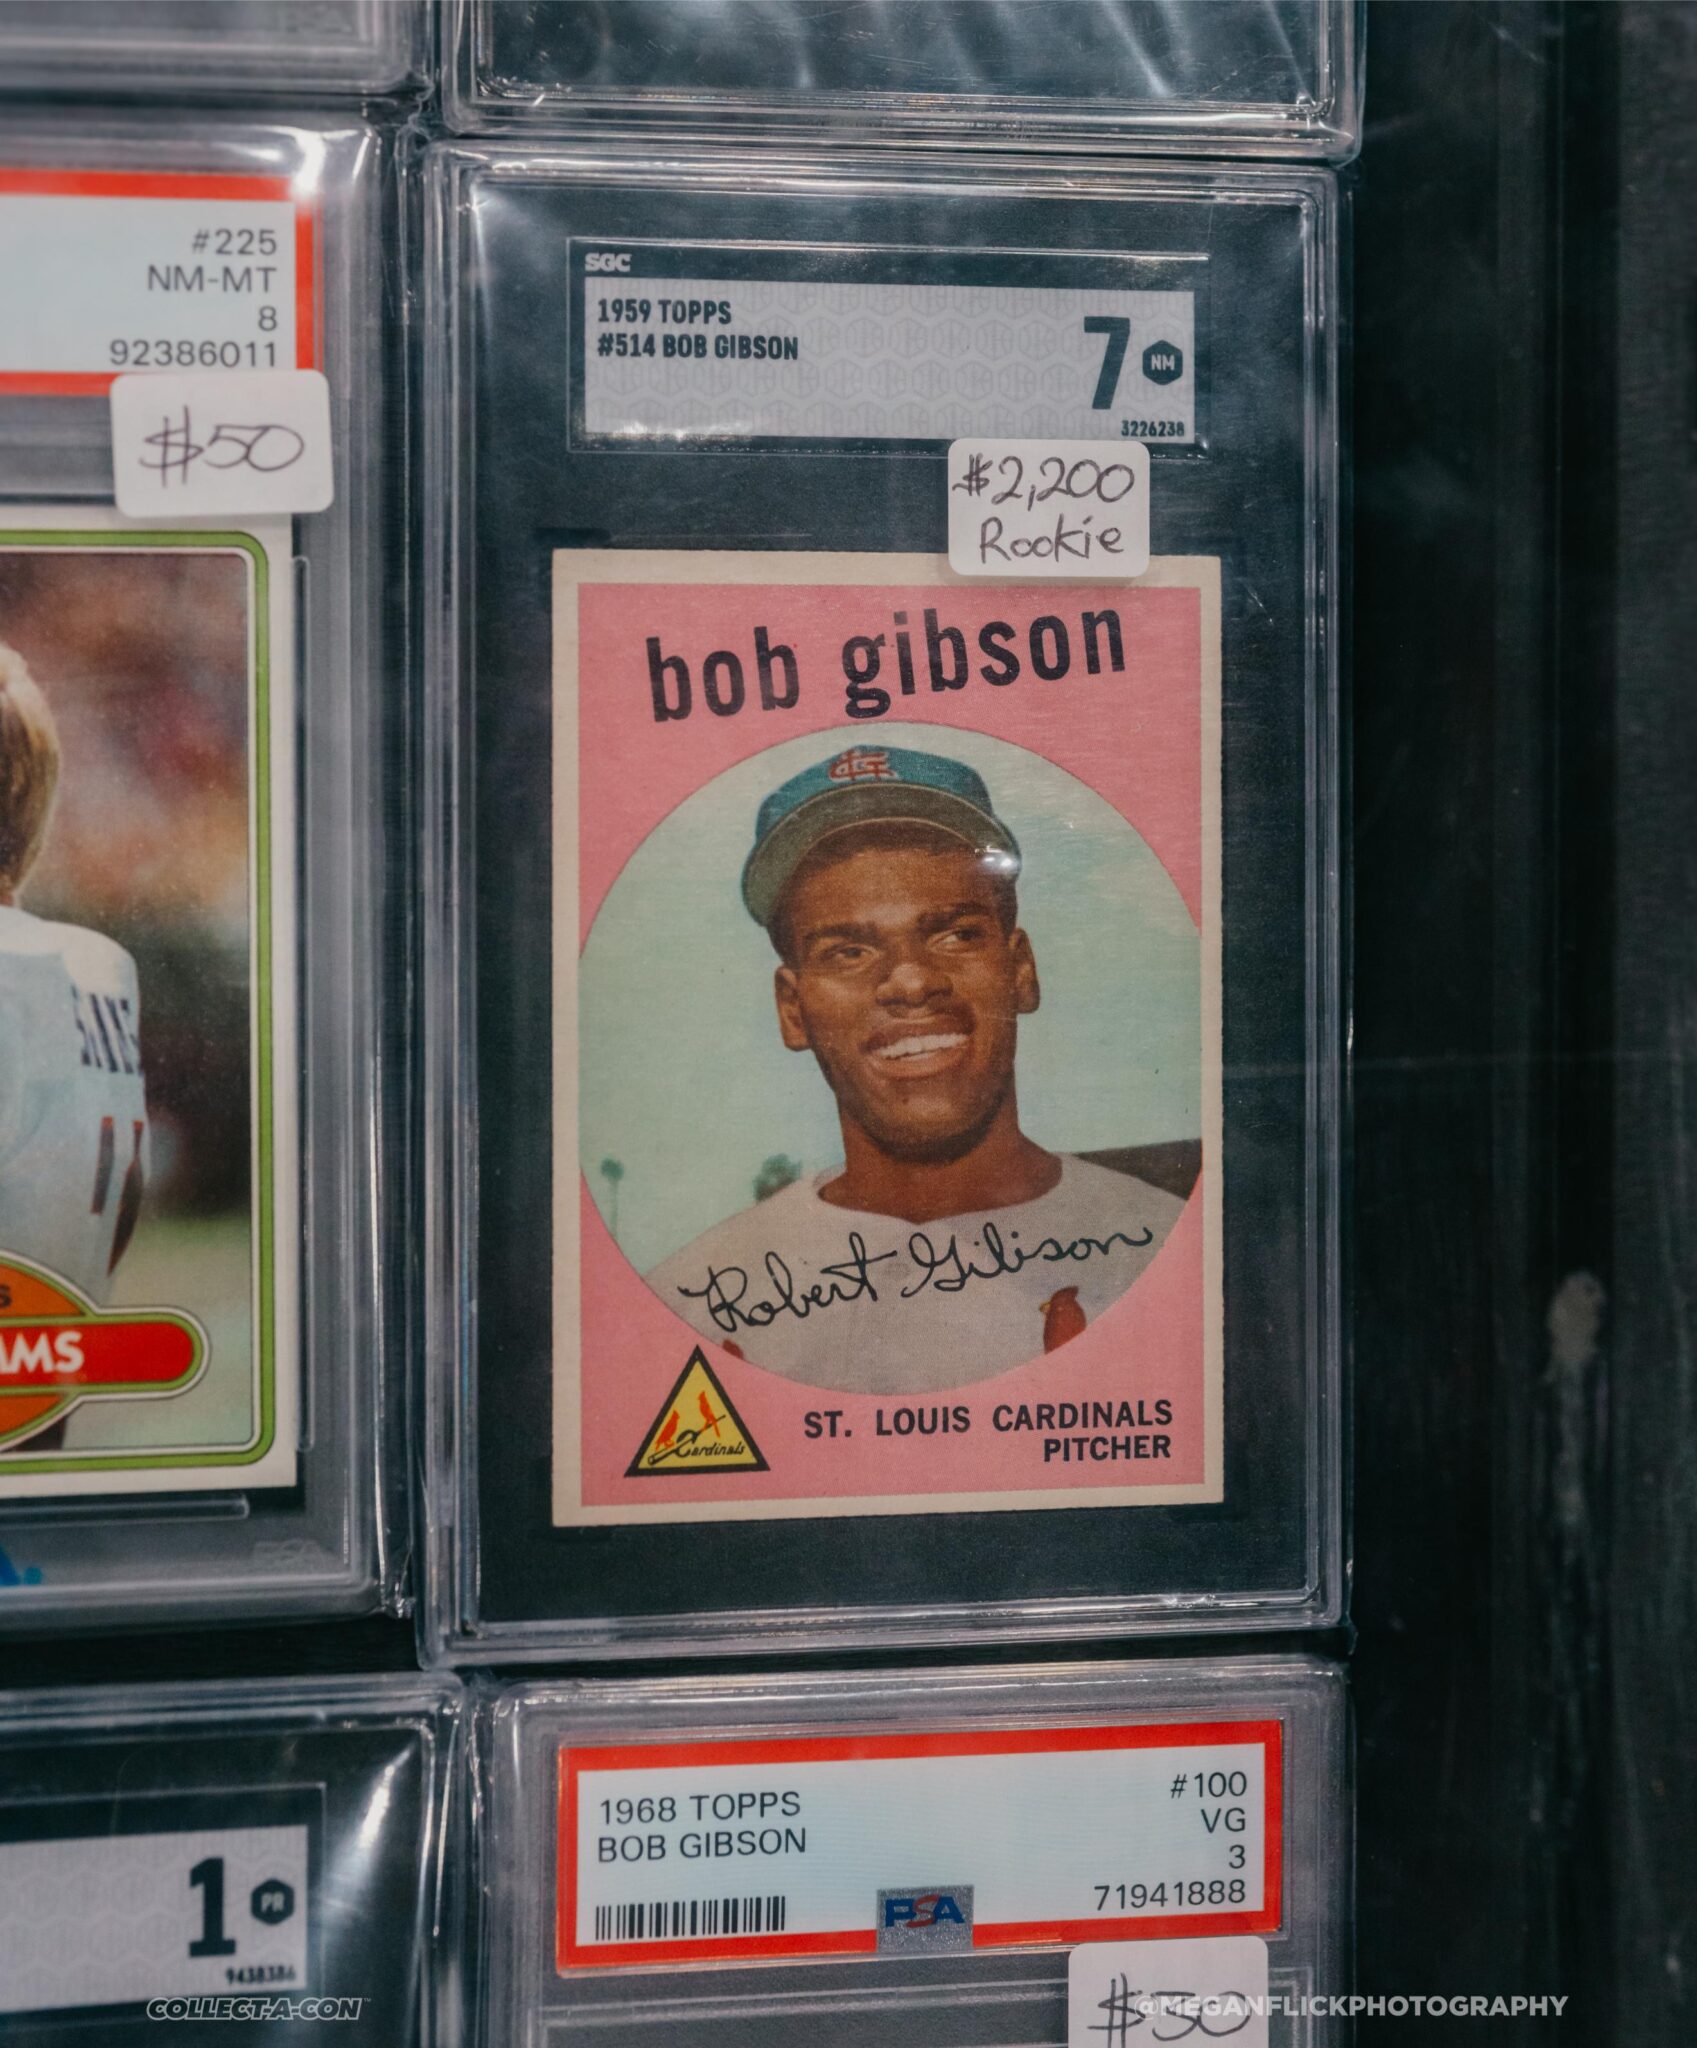 #225
NM-MT
8
92386011
$50
SGC
1959 TOPPS
#514 BOB GIBSON
7 NM
3226238
$2,200
Rookie
bob gibson
Robert Gibson
Cardinals
ST. LOUIS CARDINALS
PITCHER
AMS
1 PR
9438386
1968 TOPPS
BOB GIBSON
#100
VG
3
71941888
PSA
$50
COLLECT-A-CON™
@MEGANFLICKPHOTOGRAPHY